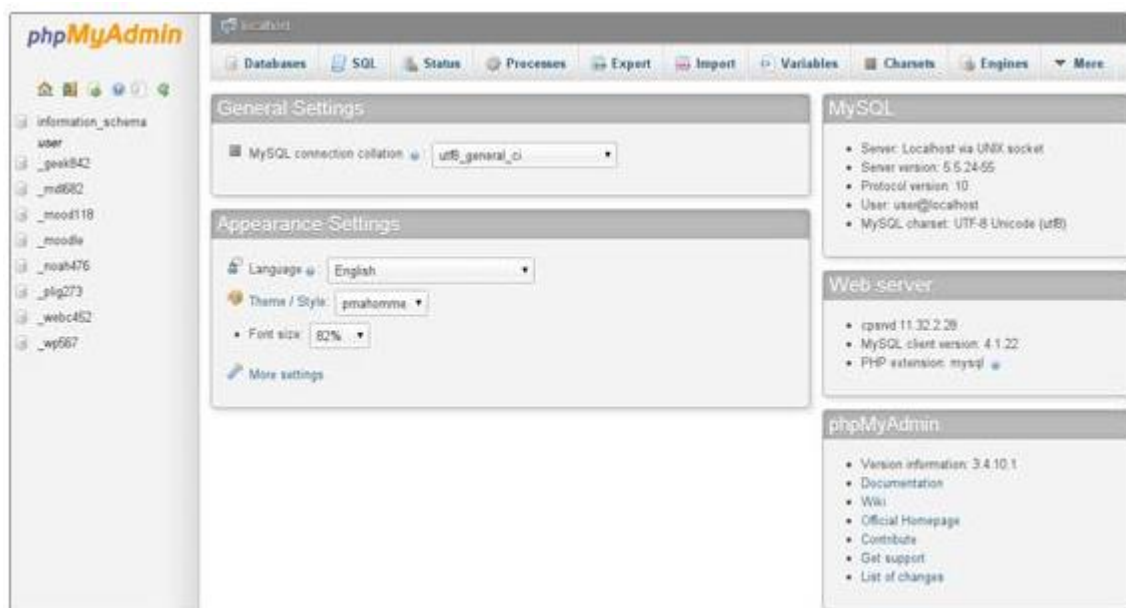 phpMyAdmin
localhost
Databases SQL Status Processes Export Import Variables Charsets Engines More
information_schema
user
_geek842
_mdl682
_mood118
_moodle
_noah476
_plig273
_webc452
_wp567
General Settings
MySQL connection collation : utf8_general_ci
Appearance Settings
Language : English
Theme / Style: pmahomme
Font size: 82%
More settings
MySQL
Server: Localhost via UNIX socket
Server version: 5.5.24-55
Protocol version: 10
User: user@localhost
MySQL charset: UTF-8 Unicode (utf8)
Web server
cpsrvd 11.32.2.28
MySQL client version: 4.1.22
PHP extension: mysql
phpMyAdmin
Version information: 3.4.10.1
Documentation
Wiki
Official Homepage
Contribute
Get support
List of changes